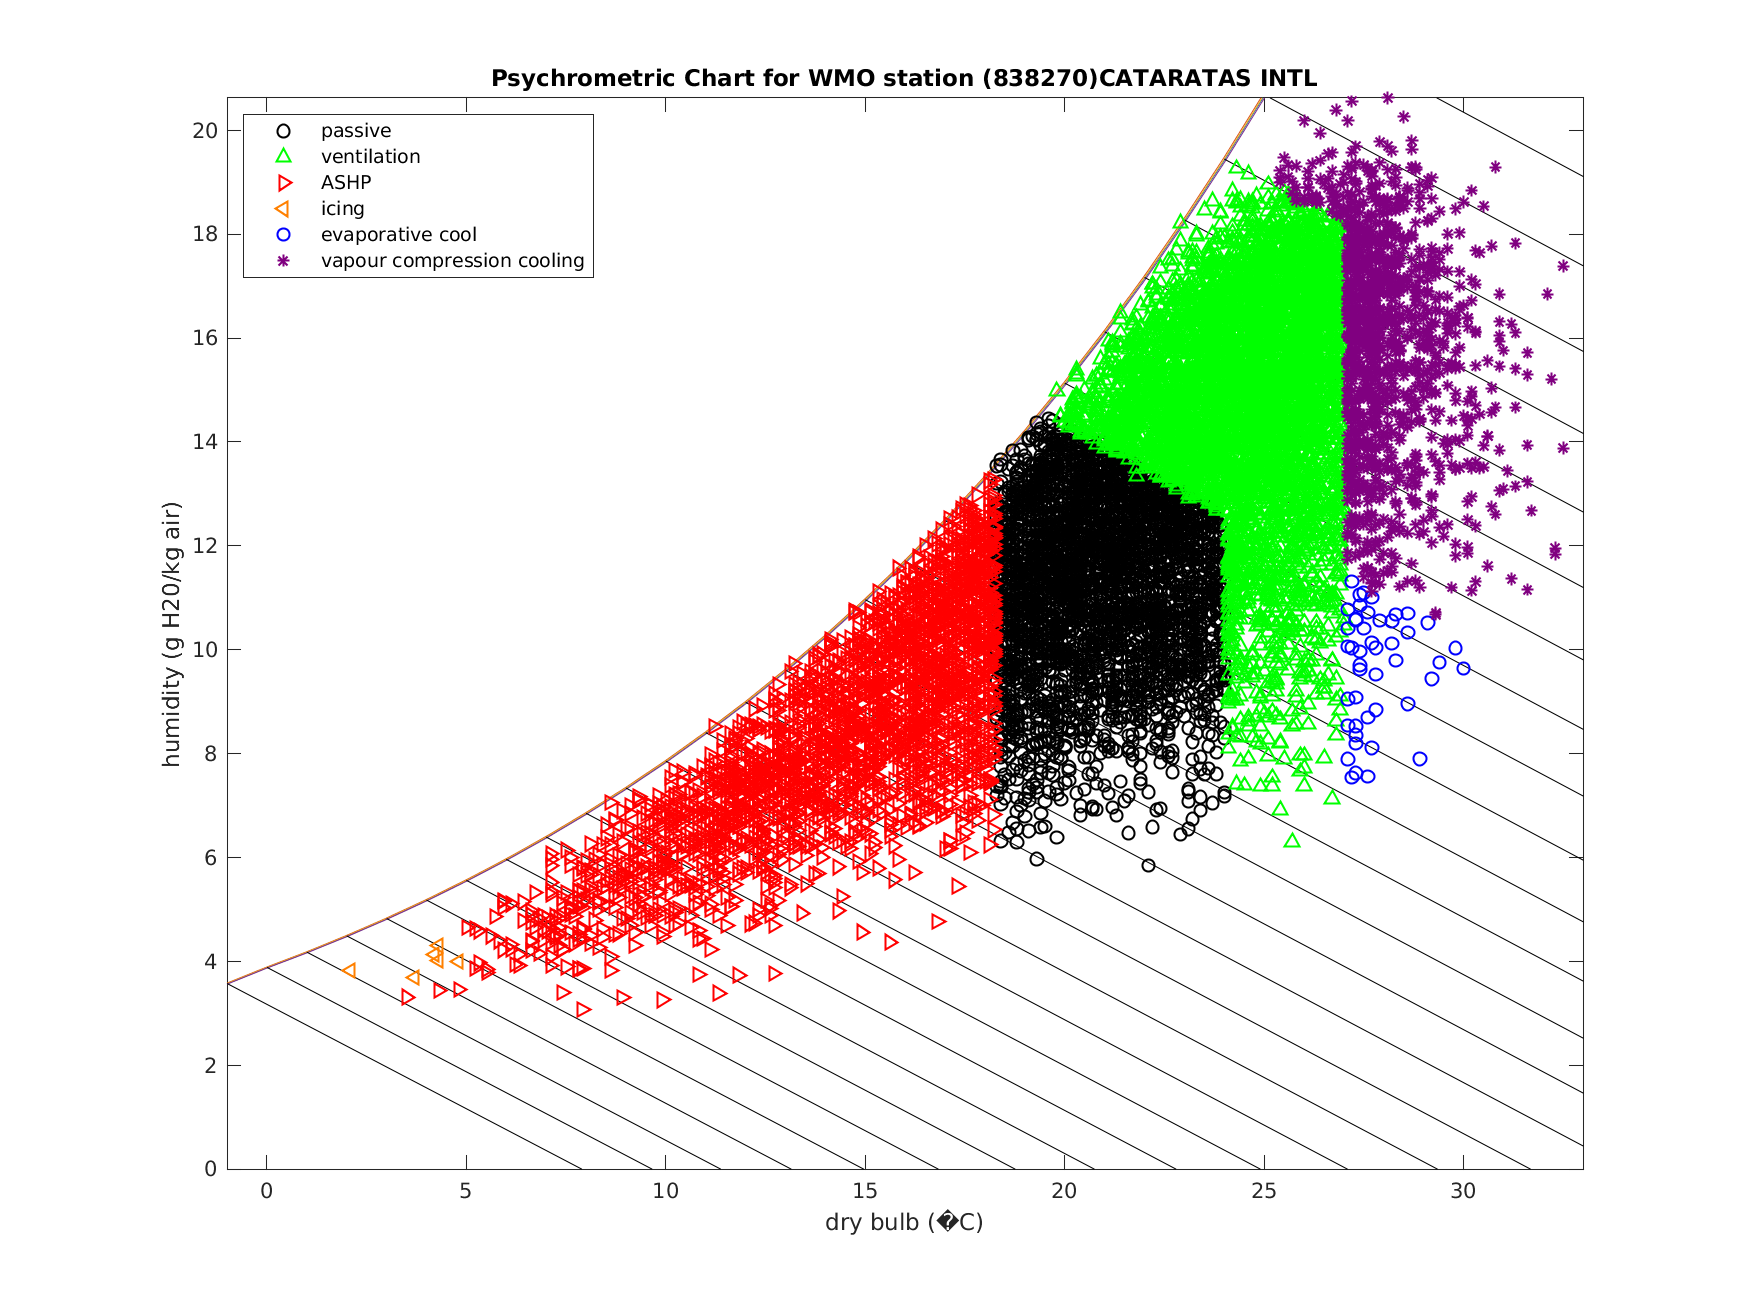 Psychrometric Chart for WMO station (838270)CATARATAS INTL
passive
ventilation
ASHP
icing
evaporative cool
vapour compression cooling
humidity (g H20/kg air)
20
18
16
14
12
10
8
6
4
2
0
0 5 10 15 20 25 30
dry bulb (�C)